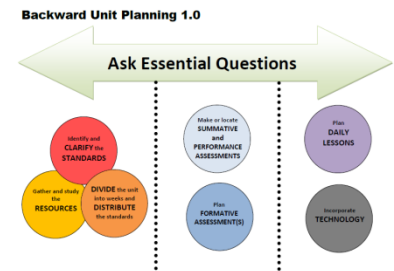 Backward Unit Planning 1.0
Ask Essential Questions
Identify and
CLARIFY the
STANDARDS
Gather and study
the
RESOURCES
DIVIDE the unit
into weeks and
DISTRIBUTE
the standards
Make or locate
SUMMATIVE
and
PERFORMANCE
ASSESSMENTS
Plan
FORMATIVE
ASSESSMENT(S)
Plan
DAILY
LESSONS
Incorporate
TECHNOLOGY